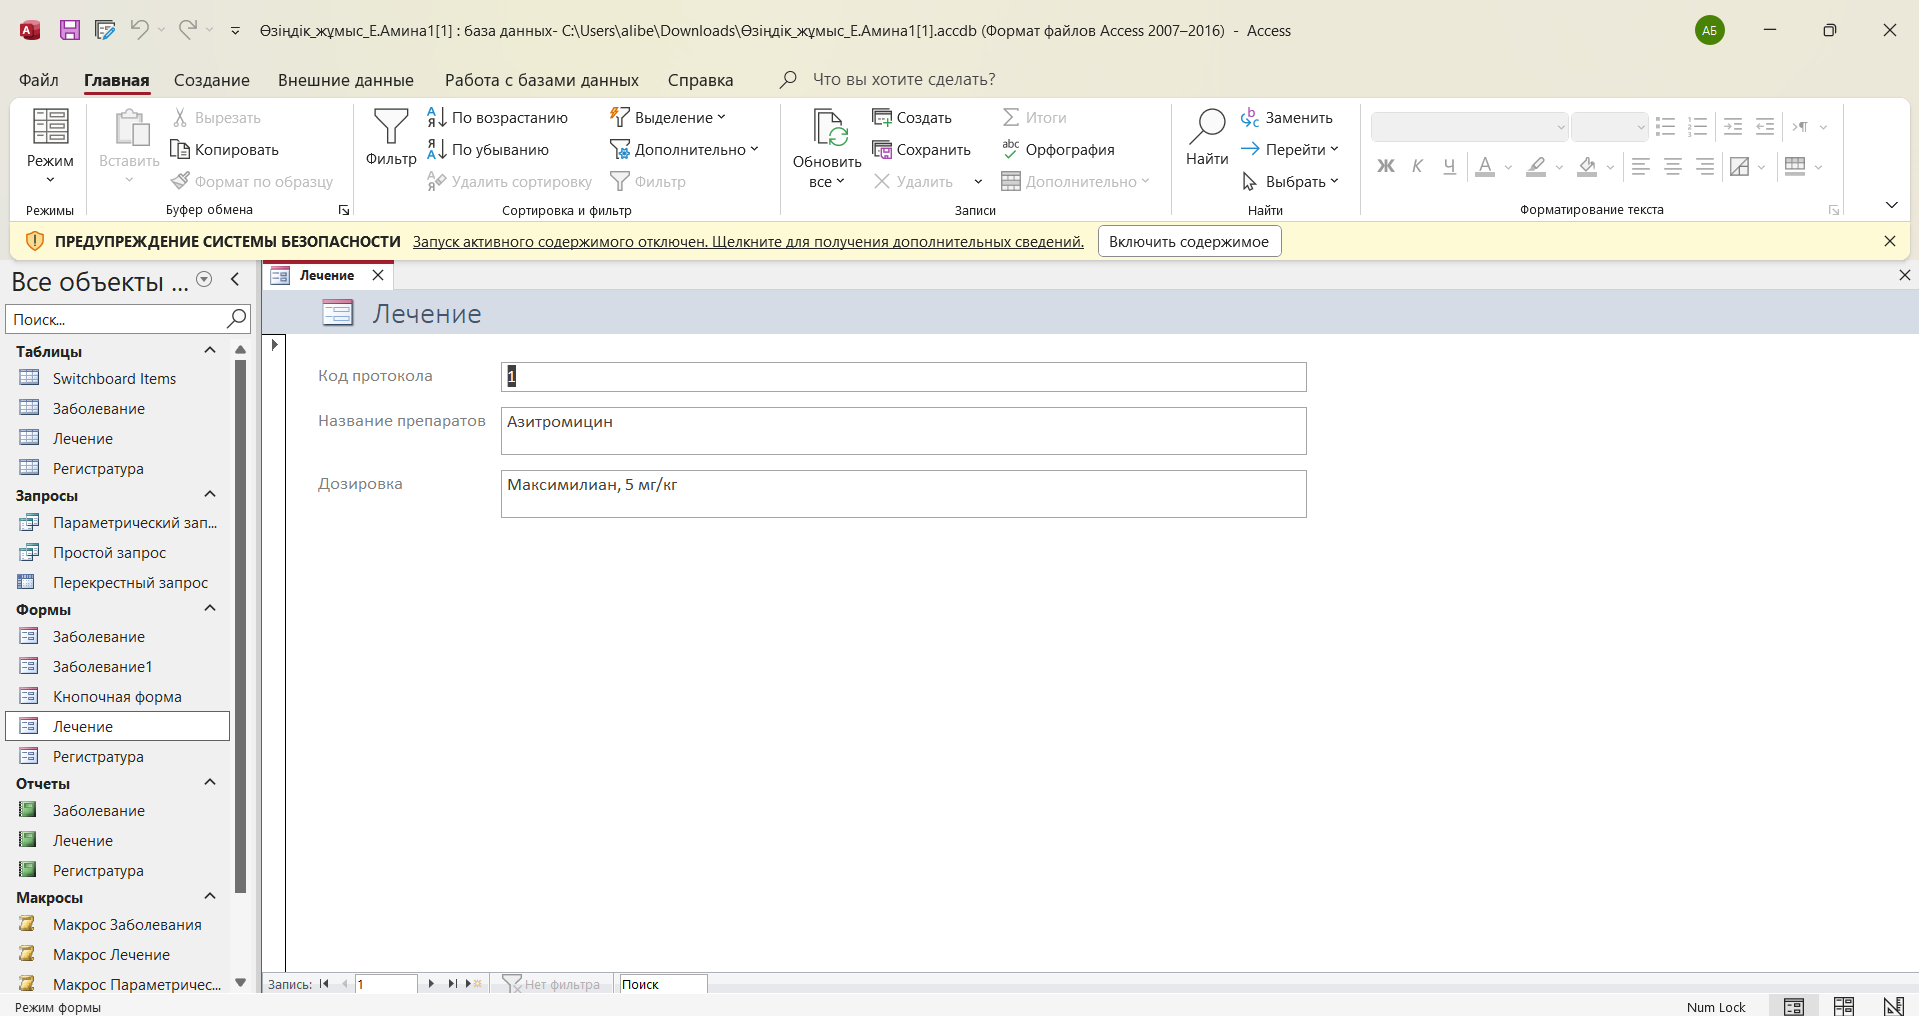 Өзіңдік_жұмыс_Е.Амина1[1] : база данных- C:\Users\alibe\Downloads\Өзіңдік_жұмыс_Е.Амина1[1].accdb (Формат файлов Access 2007–2016) - Access
АБ
Файл Главная Создание Внешние данные Работа с базами данных Справка Что вы хотите сделать?
Режим
Режимы
Вставить
Вырезать
Копировать
Формат по образцу
Буфер обмена
Фильтр
По возрастанию
По убыванию
Удалить сортировку
Выделение
Дополнительно
Фильтр
Сортировка и фильтр
Обновить
все
Создать
Сохранить
Удалить
Итоги
Орфография
Дополнительно
Записи
Найти
Заменить
Перейти
Выбрать
Найти
Ж К Ч А
Форматирование текста
ПРЕДУПРЕЖДЕНИЕ СИСТЕМЫ БЕЗОПАСНОСТИ Запуск активного содержимого отключен. Щелкните для получения дополнительных сведений. Включить содержимое
Все объекты ...
Поиск...
Таблицы
Switchboard Items
Заболевание
Лечение
Регистратура
Запросы
Параметрический зап...
Простой запрос
Перекрестный запрос
Формы
Заболевание
Заболевание1
Кнопочная форма
Лечение
Регистратура
Отчеты
Заболевание
Лечение
Регистратура
Макросы
Макрос Заболевания
Макрос Лечение
Макрос Параметричес...
Лечение
Лечение
Код протокола 1
Название препаратов Азитромицин
Дозировка Максимилиан, 5 мг/кг
Запись: 1 Нет фильтра Поиск
Режим формы Num Lock